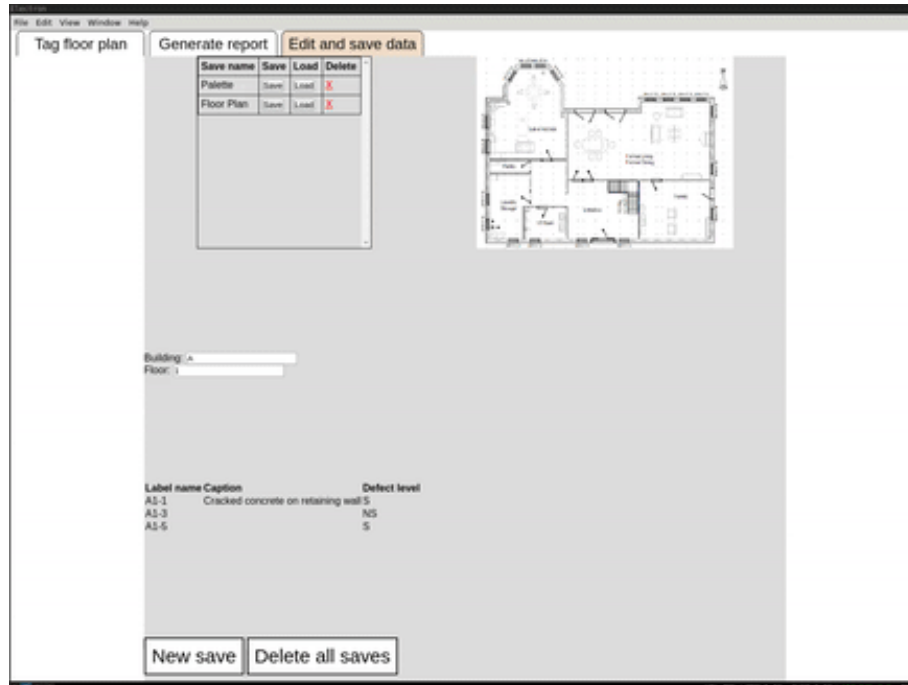 File Edit View Window Help
Tag floor plan Generate report Edit and save data
Save name Save Load Delete
Palette Save Load X
Floor Plan Save Load X
Building: A
Floor: 1
Label name Caption Defect level
A1-1 Cracked concrete on retaining wall S
A1-3 NS
A1-5 S
New save Delete all saves